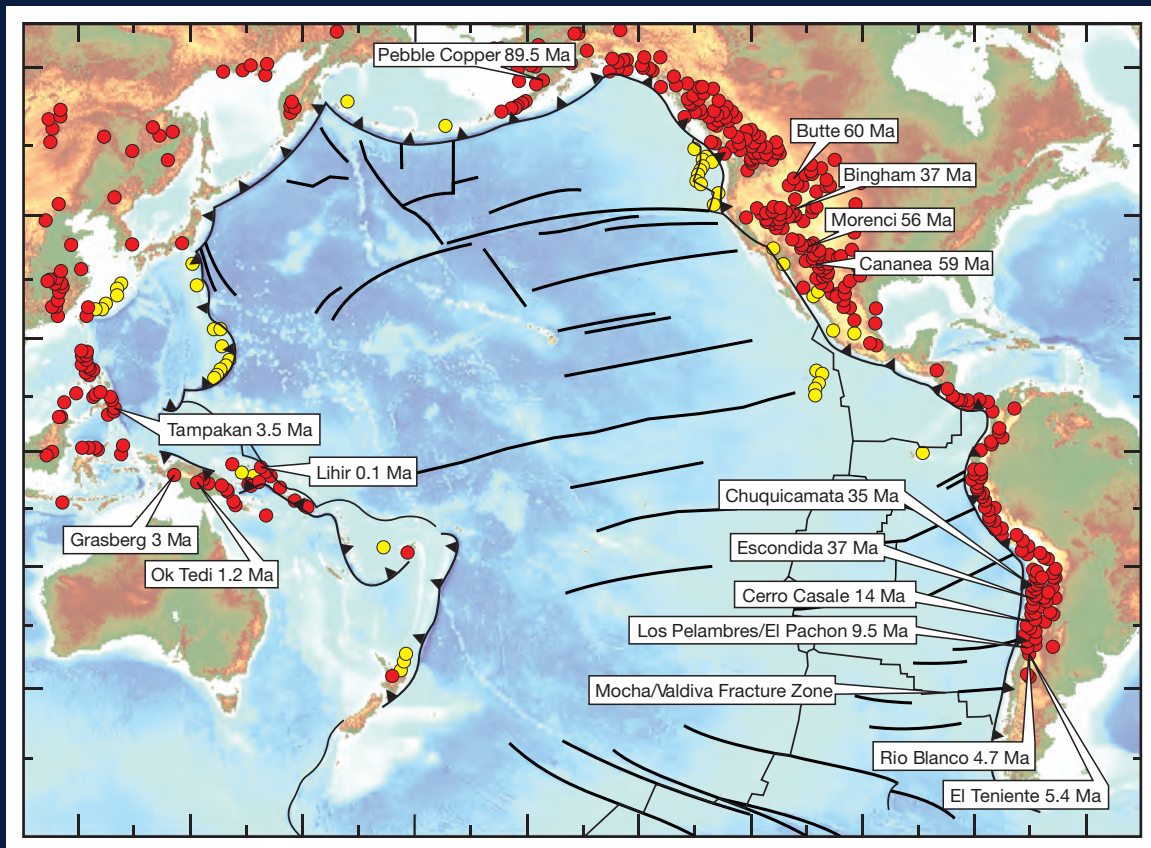 Pebble Copper 89.5 Ma
Butte 60 Ma
Bingham 37 Ma
Morenci 56 Ma
Cananea 59 Ma
Tampakan 3.5 Ma
Lihir 0.1 Ma
Chuquicamata 35 Ma
Grasberg 3 Ma
Escondida 37 Ma
Ok Tedi 1.2 Ma
Cerro Casale 14 Ma
Los Pelambres/El Pachon 9.5 Ma
Mocha/Valdiva Fracture Zone
Rio Blanco 4.7 Ma
El Teniente 5.4 Ma